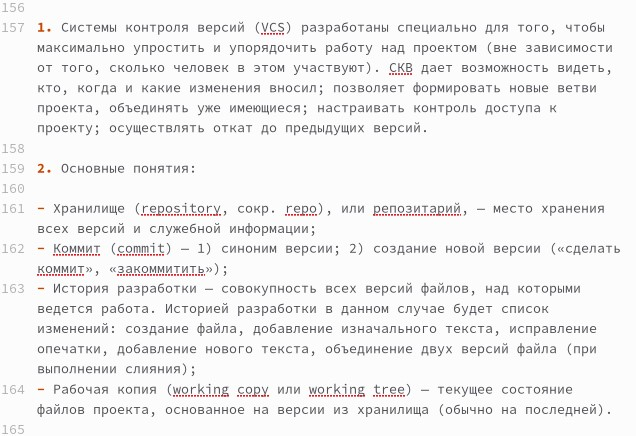 156
157 1. Системы контроля версий (VCS) разработаны специально для того, чтобы
максимально упростить и упорядочить работу над проектом (вне зависимости
от того, сколько человек в этом участвуют). СКВ дает возможность видеть,
кто, когда и какие изменения вносил; позволяет формировать новые ветви
проекта, объединять уже имеющиеся; настраивать контроль доступа к
проекту; осуществлять откат до предыдущих версий.
158
159 2. Основные понятия:
160
161 – Хранилище (repository, сокр. repo), или репозитарий, — место хранения
всех версий и служебной информации;
162 – Коммит (commit) — 1) синоним версии; 2) создание новой версии («сделать
коммит», «закоммитить»);
163 – История разработки — совокупность всех версий файлов, над которыми
ведется работа. Историей разработки в данном случае будет список
изменений: создание файла, добавление изначального текста, исправление
опечатки, добавление нового текста, объединение двух версий файла (при
выполнении слияния);
164 – Рабочая копия (working copy или working tree) — текущее состояние
файлов проекта, основанное на версии из хранилища (обычно на последней).
165